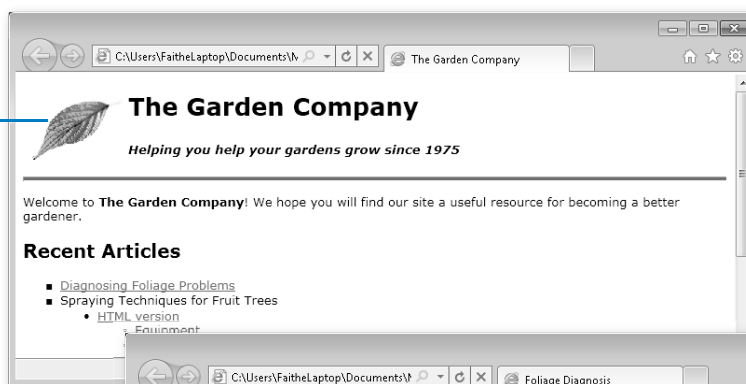 C:\Users\FaitheLaptop\Documents\
The Garden Company
The Garden Company
Helping you help your gardens grow since 1975
Welcome to The Garden Company! We hope you will find our site a useful resource for becoming a better
gardener.
Recent Articles
Diagnosing Foliage Problems
Spraying Techniques for Fruit Trees
HTML version
Equipment
C:\Users\FaitheLaptop\Documents\
Foliage Diagnosis